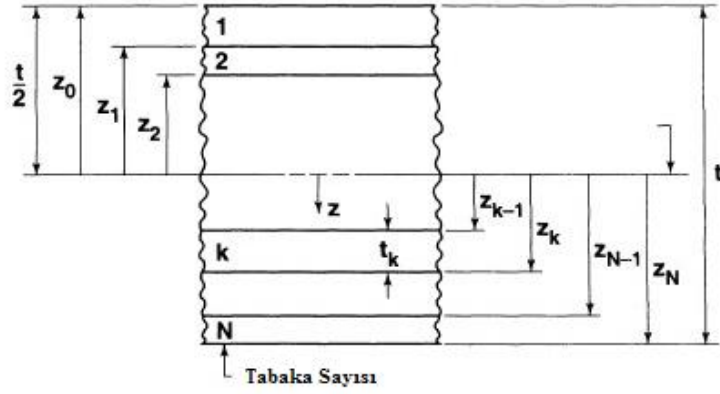 1
2
t/2
z0
z1
z2
z
zk–1
zk
zN–1
zN
t
k
tk
N
Tabaka Sayısı